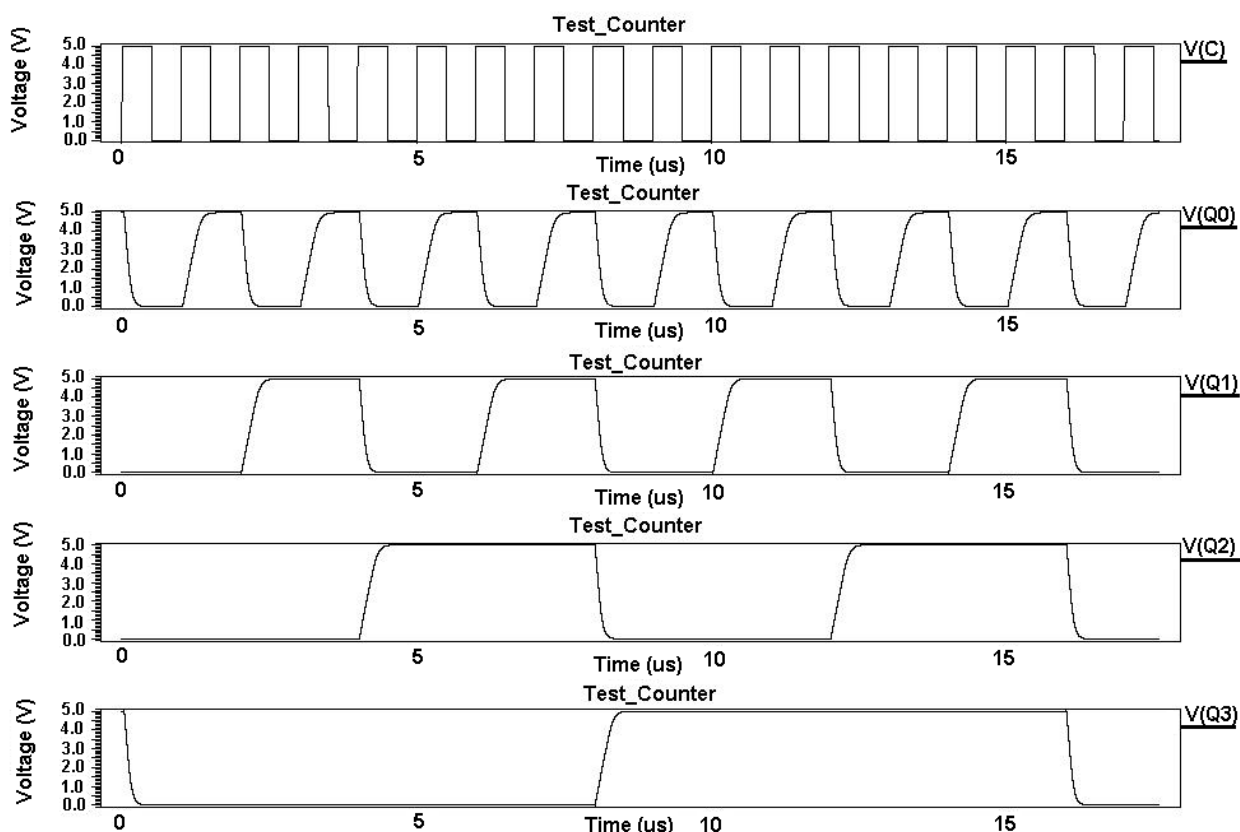 Test_Counter
Voltage (V)
5.0
4.0
3.0
2.0
1.0
0.0
V(C)
0 5 10 15
Time (us)
Test_Counter
Voltage (V)
5.0
4.0
3.0
2.0
1.0
0.0
V(Q0)
0 5 10 15
Time (us)
Test_Counter
Voltage (V)
5.0
4.0
3.0
2.0
1.0
0.0
V(Q1)
0 5 10 15
Time (us)
Test_Counter
Voltage (V)
5.0
4.0
3.0
2.0
1.0
0.0
V(Q2)
0 5 10 15
Time (us)
Test_Counter
Voltage (V)
5.0
4.0
3.0
2.0
1.0
0.0
V(Q3)
0 5 10 15
Time (us)